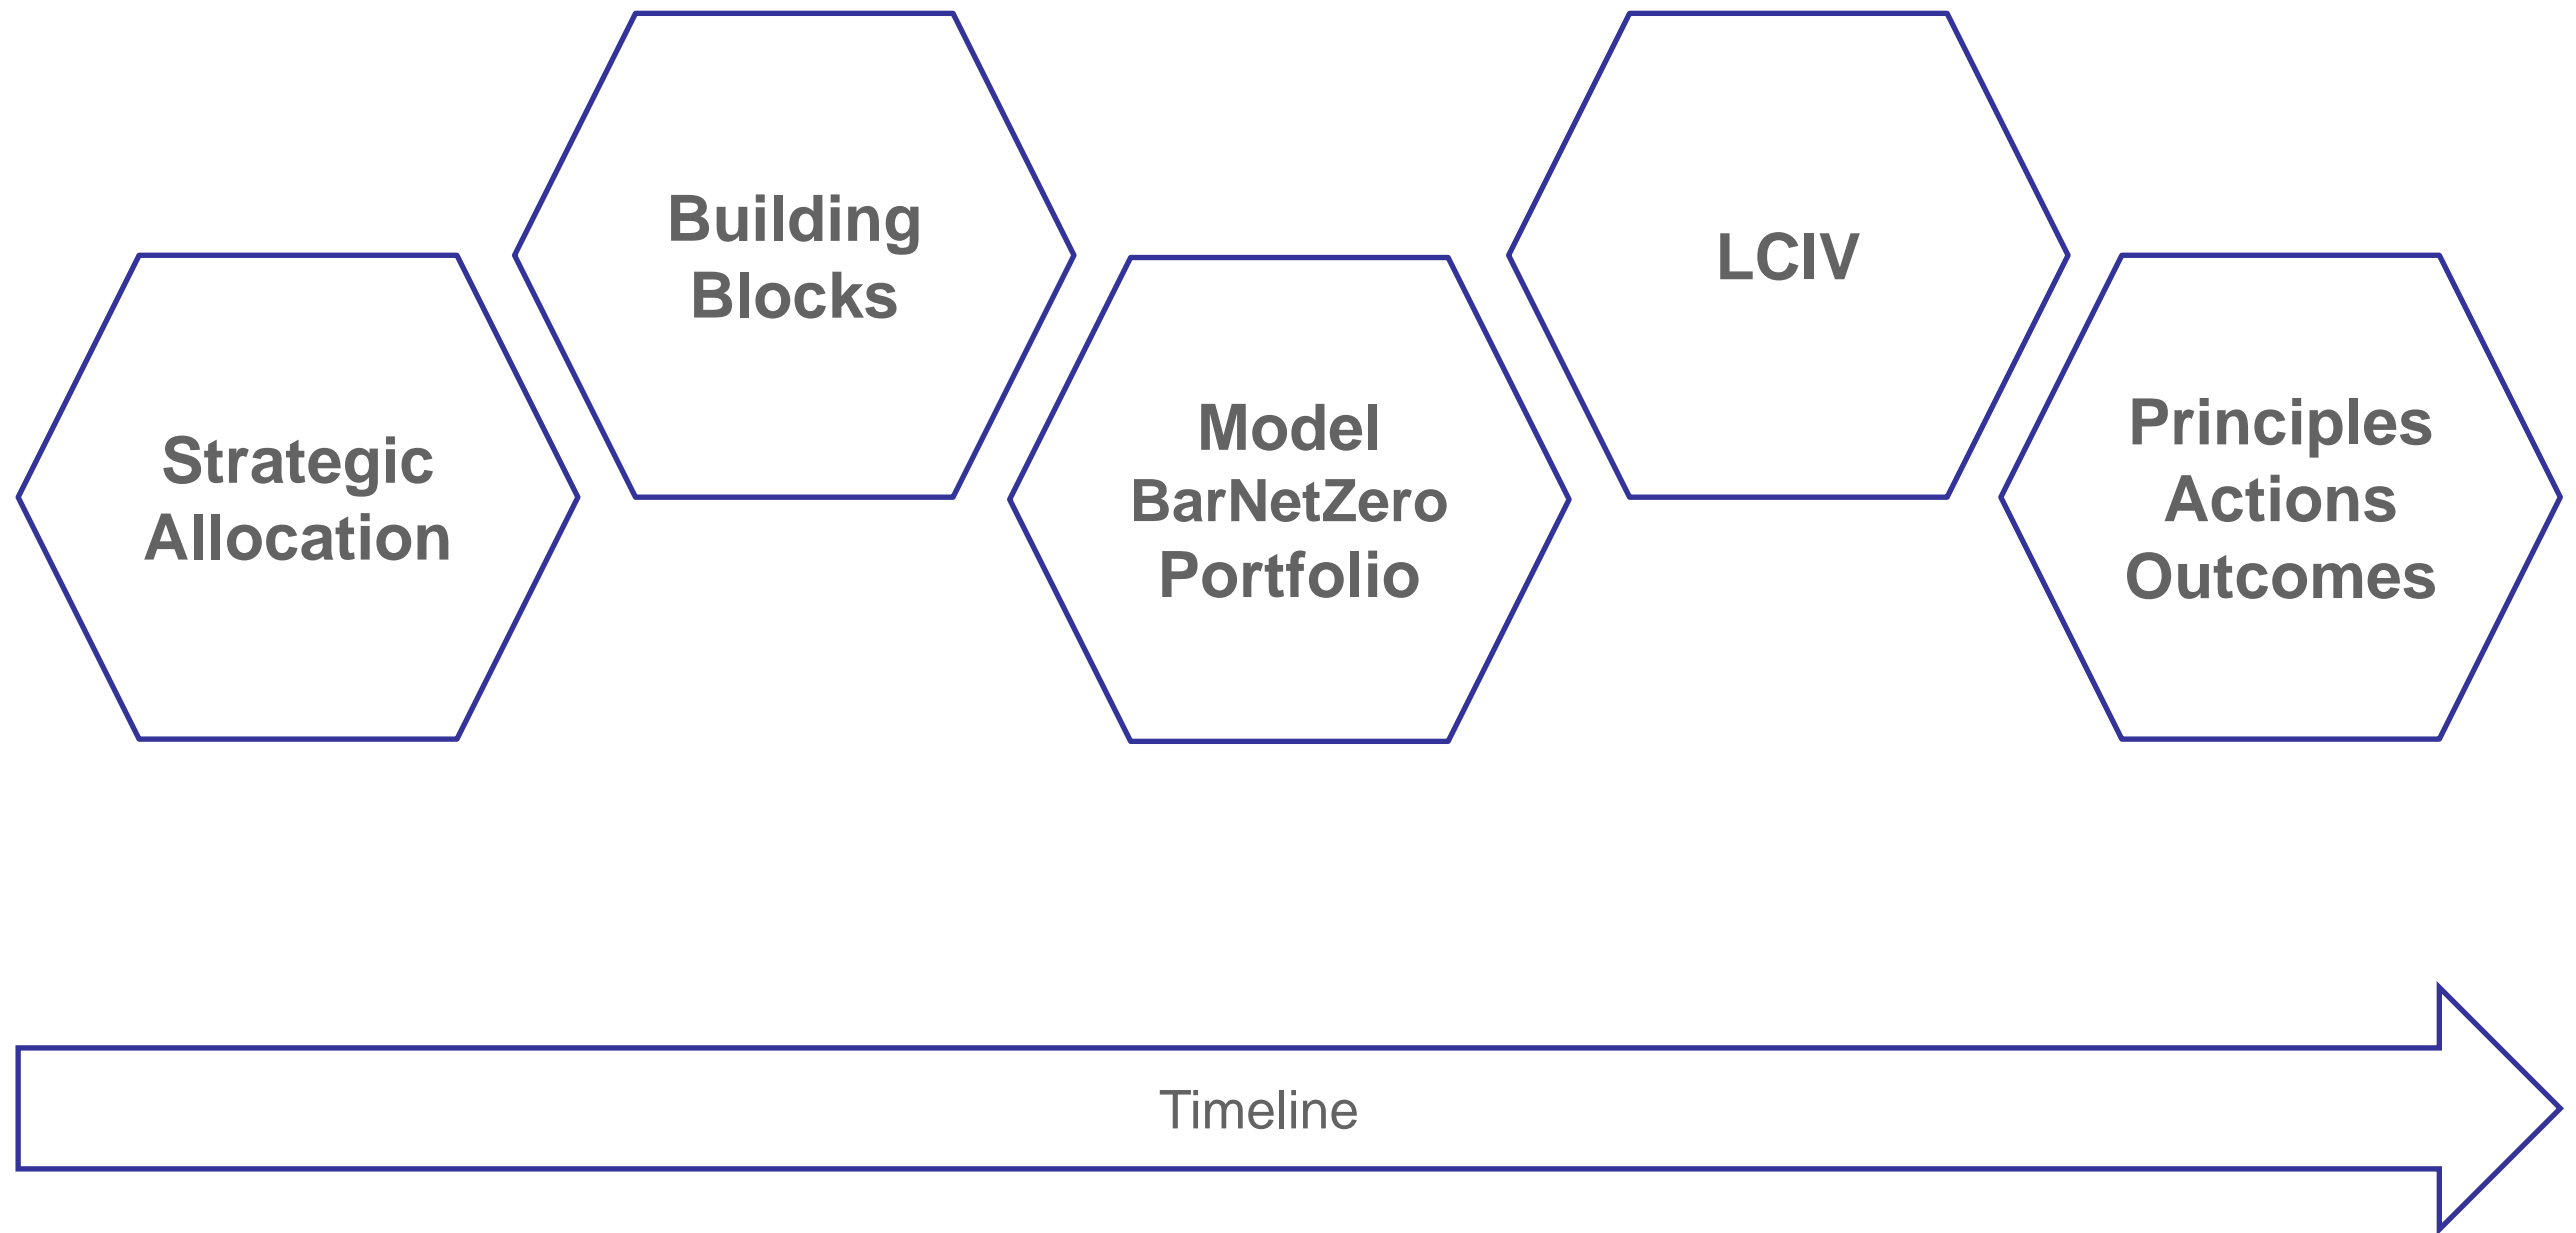 Strategic
Allocation
Building
Blocks
Model
BarNetZero
Portfolio
LCIV
Principles
Actions
Outcomes
Timeline